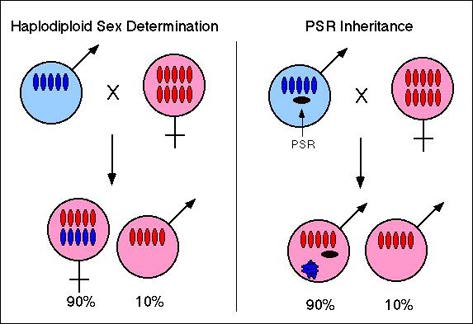 Haplodiploid Sex Determination
X
90%
10%
PSR Inheritance
X
PSR
90%
10%